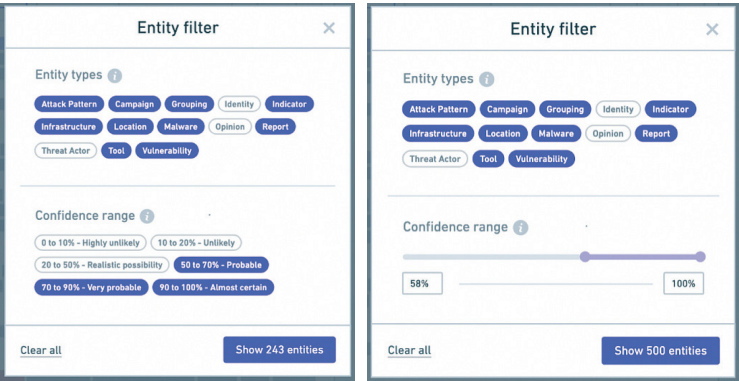 Entity filter
Entity types
Attack Pattern Campaign Grouping Identity Indicator
Infrastructure Location Malware Opinion Report
Threat Actor Tool Vulnerability
Confidence range
0 to 10% - Highly unlikely 10 to 20% - Unlikely
20 to 50% - Realistic possibility 50 to 70% - Probable
70 to 90% - Very probable 90 to 100% - Almost certain
Clear all Show 243 entities
Entity filter
Entity types
Attack Pattern Campaign Grouping Identity Indicator
Infrastructure Location Malware Opinion Report
Threat Actor Tool Vulnerability
Confidence range
58% 100%
Clear all Show 500 entities